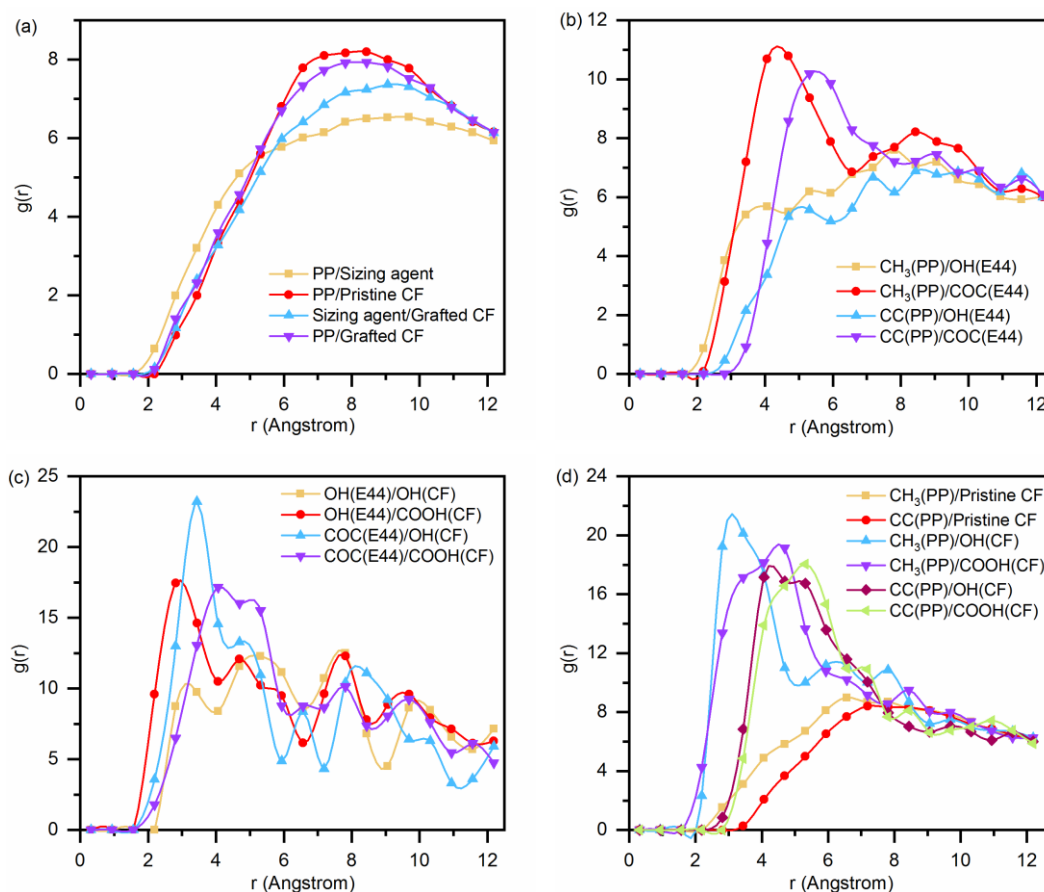 (a)
8
6
4
2
0
g(r)
PP/Sizing agent
PP/Pristine CF
Sizing agent/Grafted CF
PP/Grafted CF
0 2 4 6 8 10 12
r (Angstrom)
(b)
12
10
8
6
4
2
0
g(r)
CH₃(PP)/OH(E44)
CH₃(PP)/COC(E44)
CC(PP)/OH(E44)
CC(PP)/COC(E44)
0 2 4 6 8 10 12
r (Angstrom)
(c)
25
20
15
10
5
0
g(r)
OH(E44)/OH(CF)
OH(E44)/COOH(CF)
COC(E44)/OH(CF)
COC(E44)/COOH(CF)
0 2 4 6 8 10 12
r (Angstrom)
(d)
24
20
16
12
8
4
0
g(r)
CH₃(PP)/Pristine CF
CC(PP)/Pristine CF
CH₃(PP)/OH(CF)
CH₃(PP)/COOH(CF)
CC(PP)/OH(CF)
CC(PP)/COOH(CF)
0 2 4 6 8 10 12
r (Angstrom)